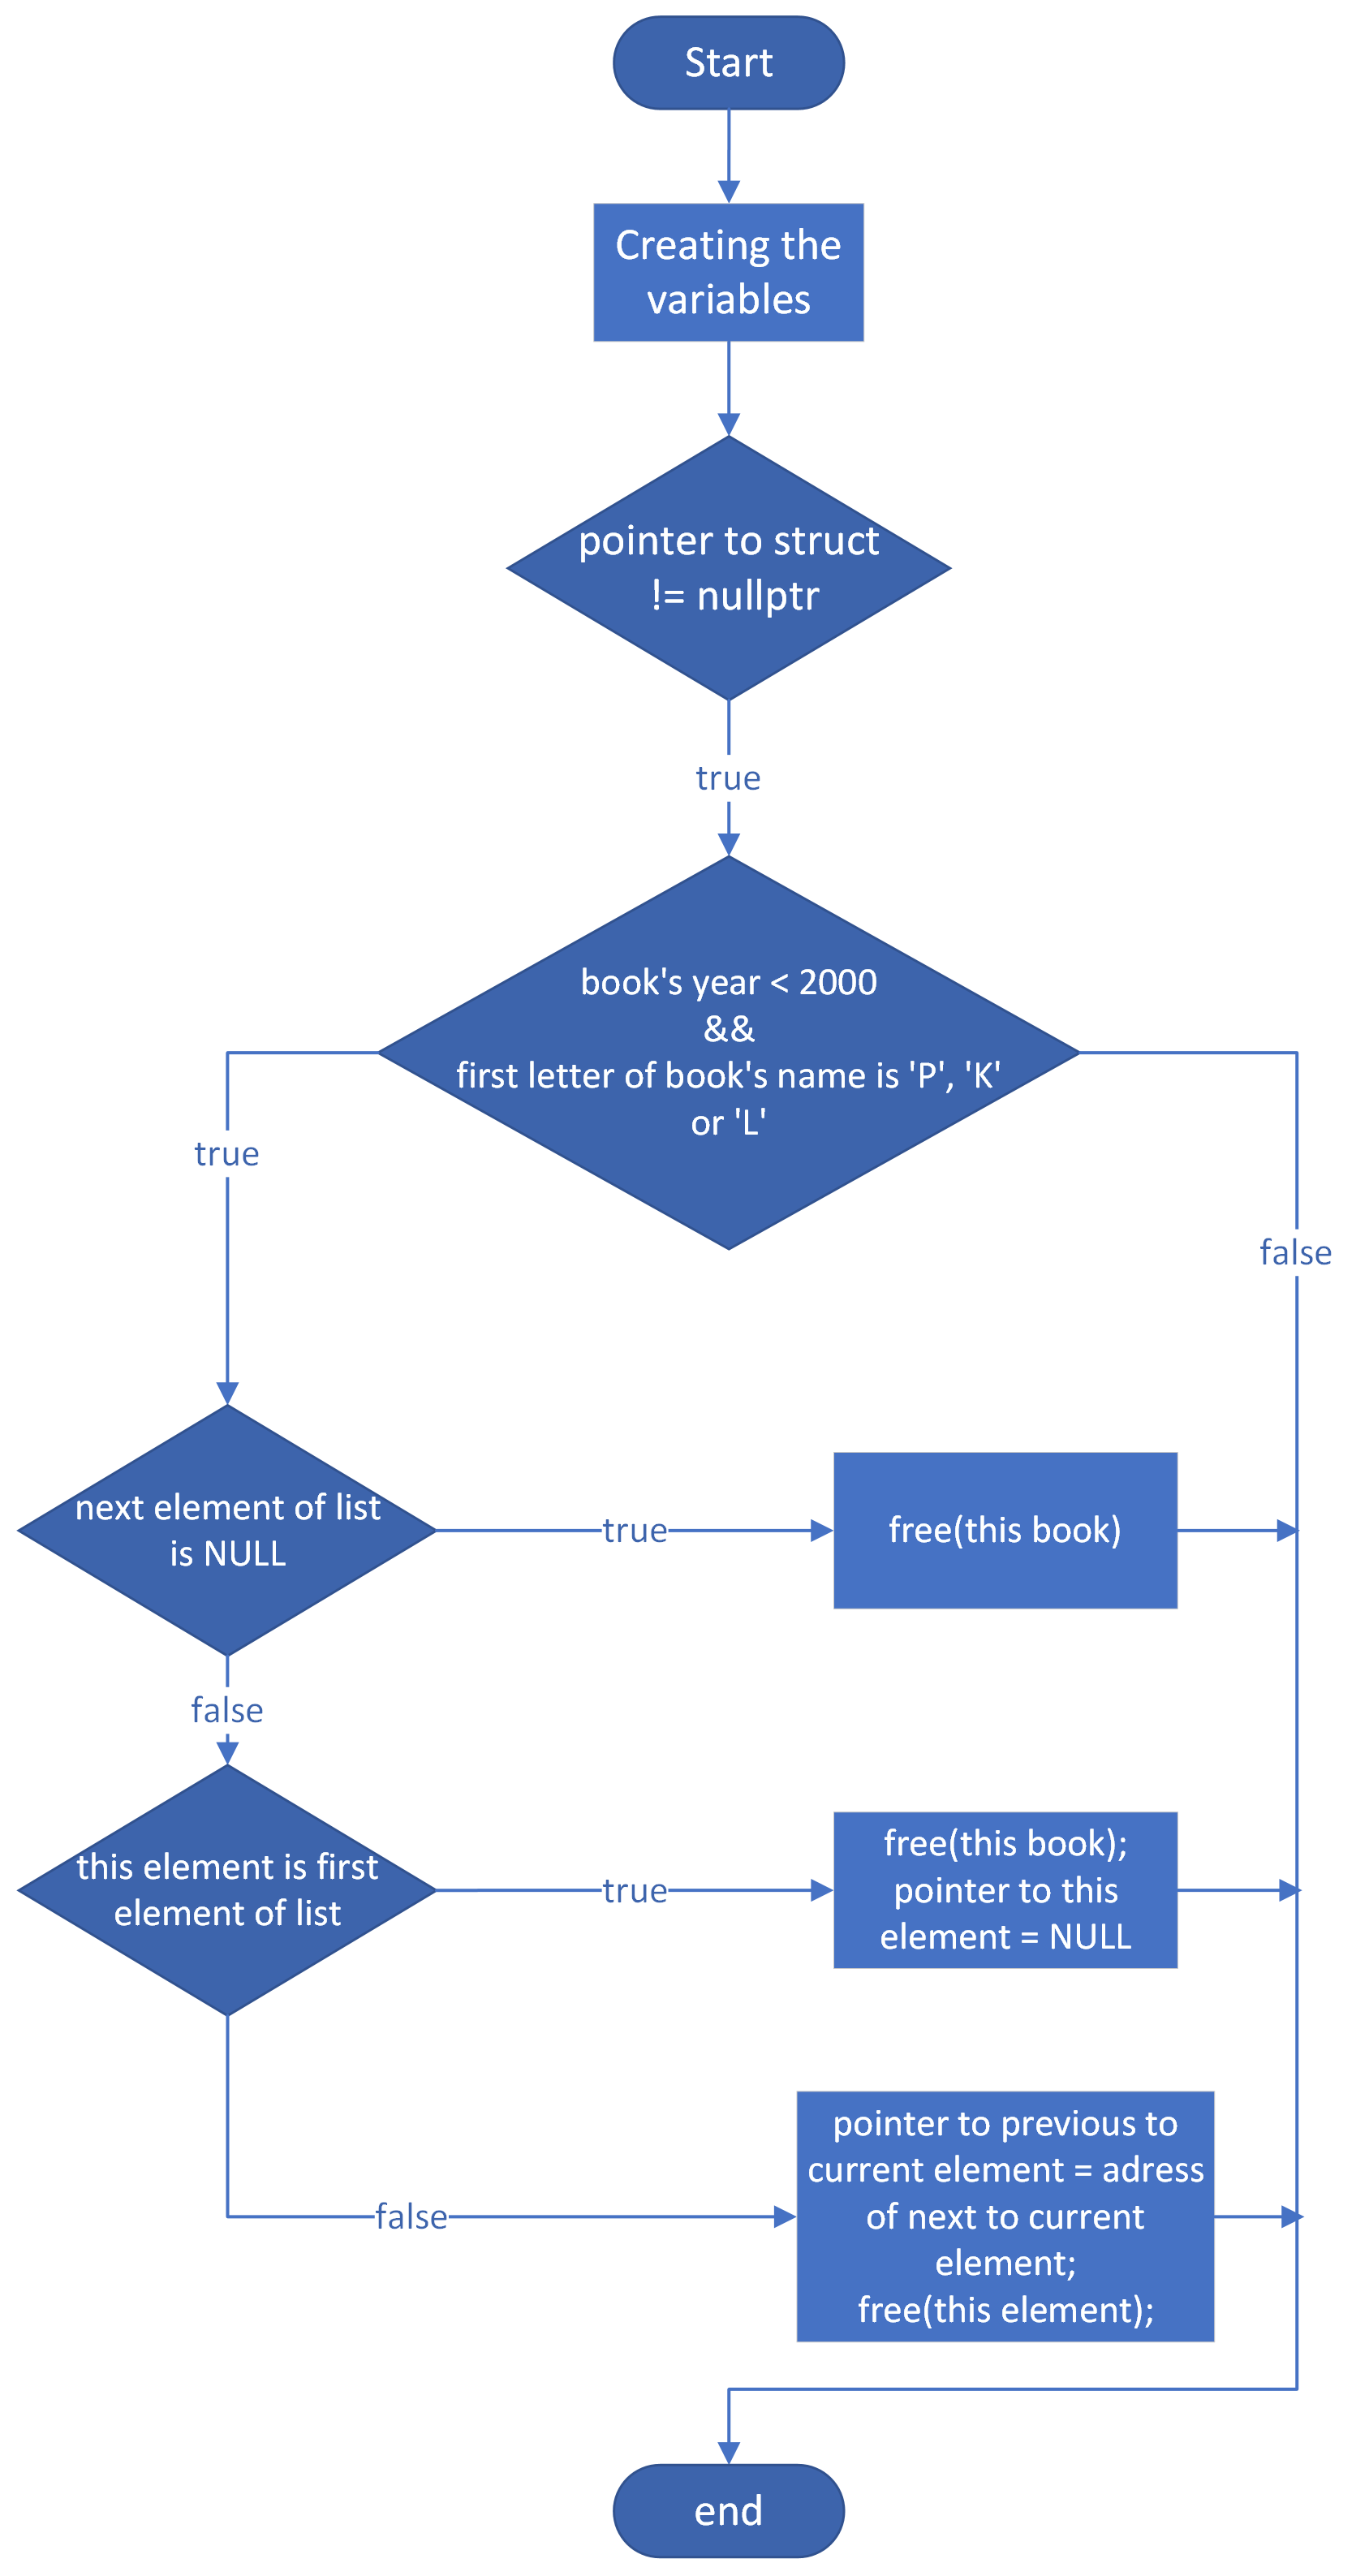 Start
Creating the
variables
pointer to struct
!= nullptr
true
book's year < 2000
&&
first letter of book's name is 'P', 'K'
or 'L'
true
false
next element of list
is NULL
true
free(this book)
false
this element is first
element of list
true
free(this book);
pointer to this
element = NULL
false
pointer to previous to
current element = adress
of next to current
element;
free(this element);
end